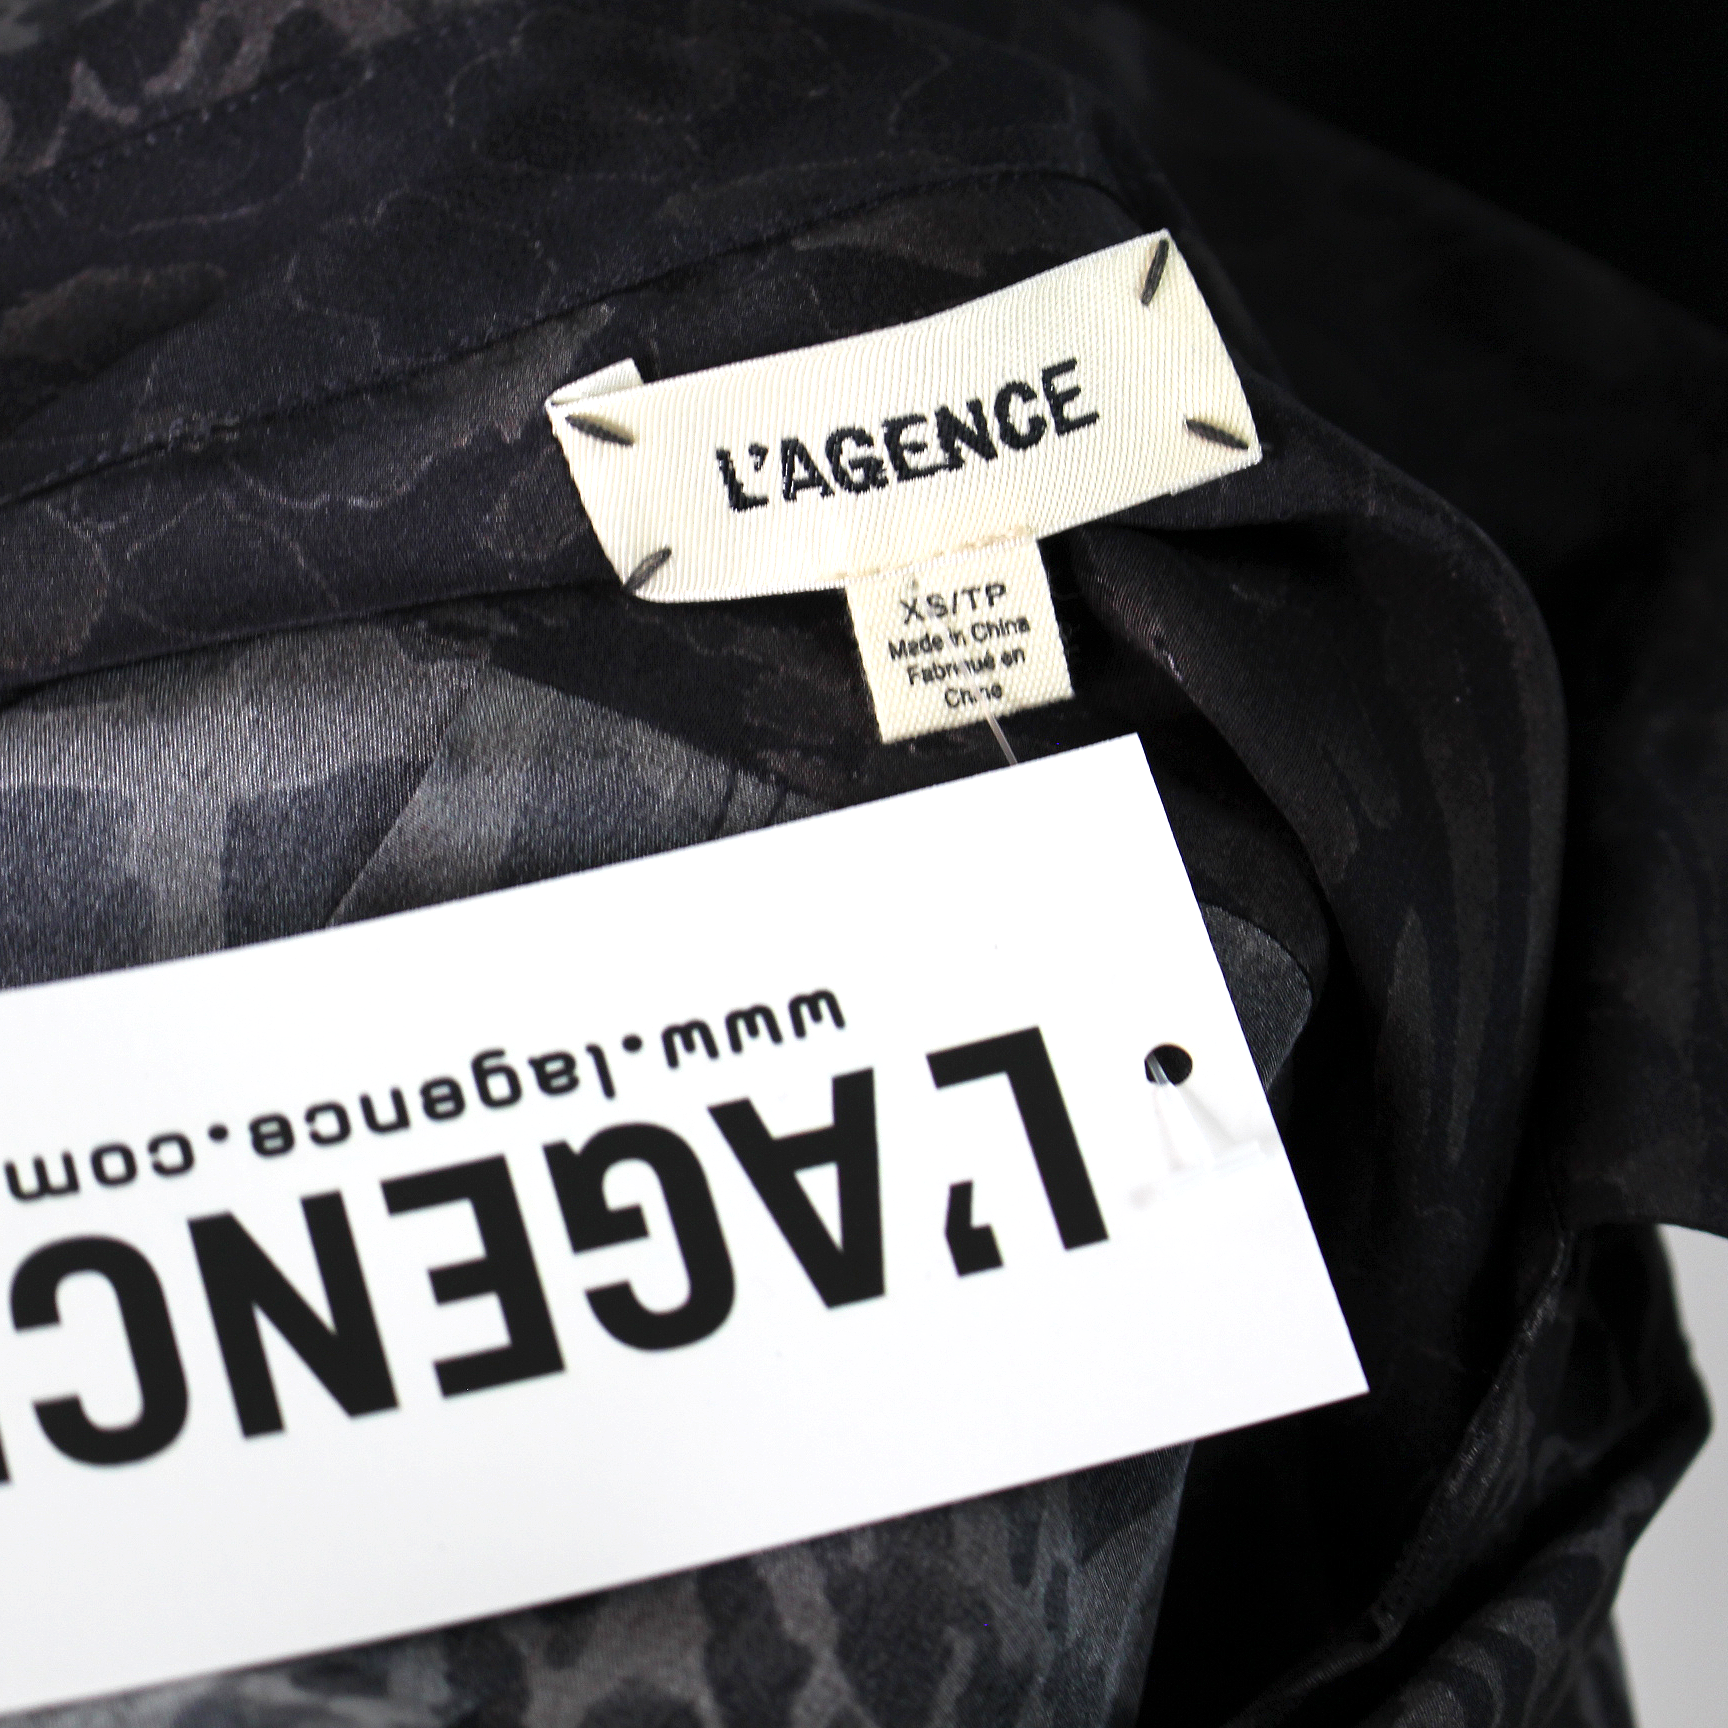 L'AGENCE
XS/TP
Made in China
Fabriqué en
Chine
L'AGENC
www.lagence.com